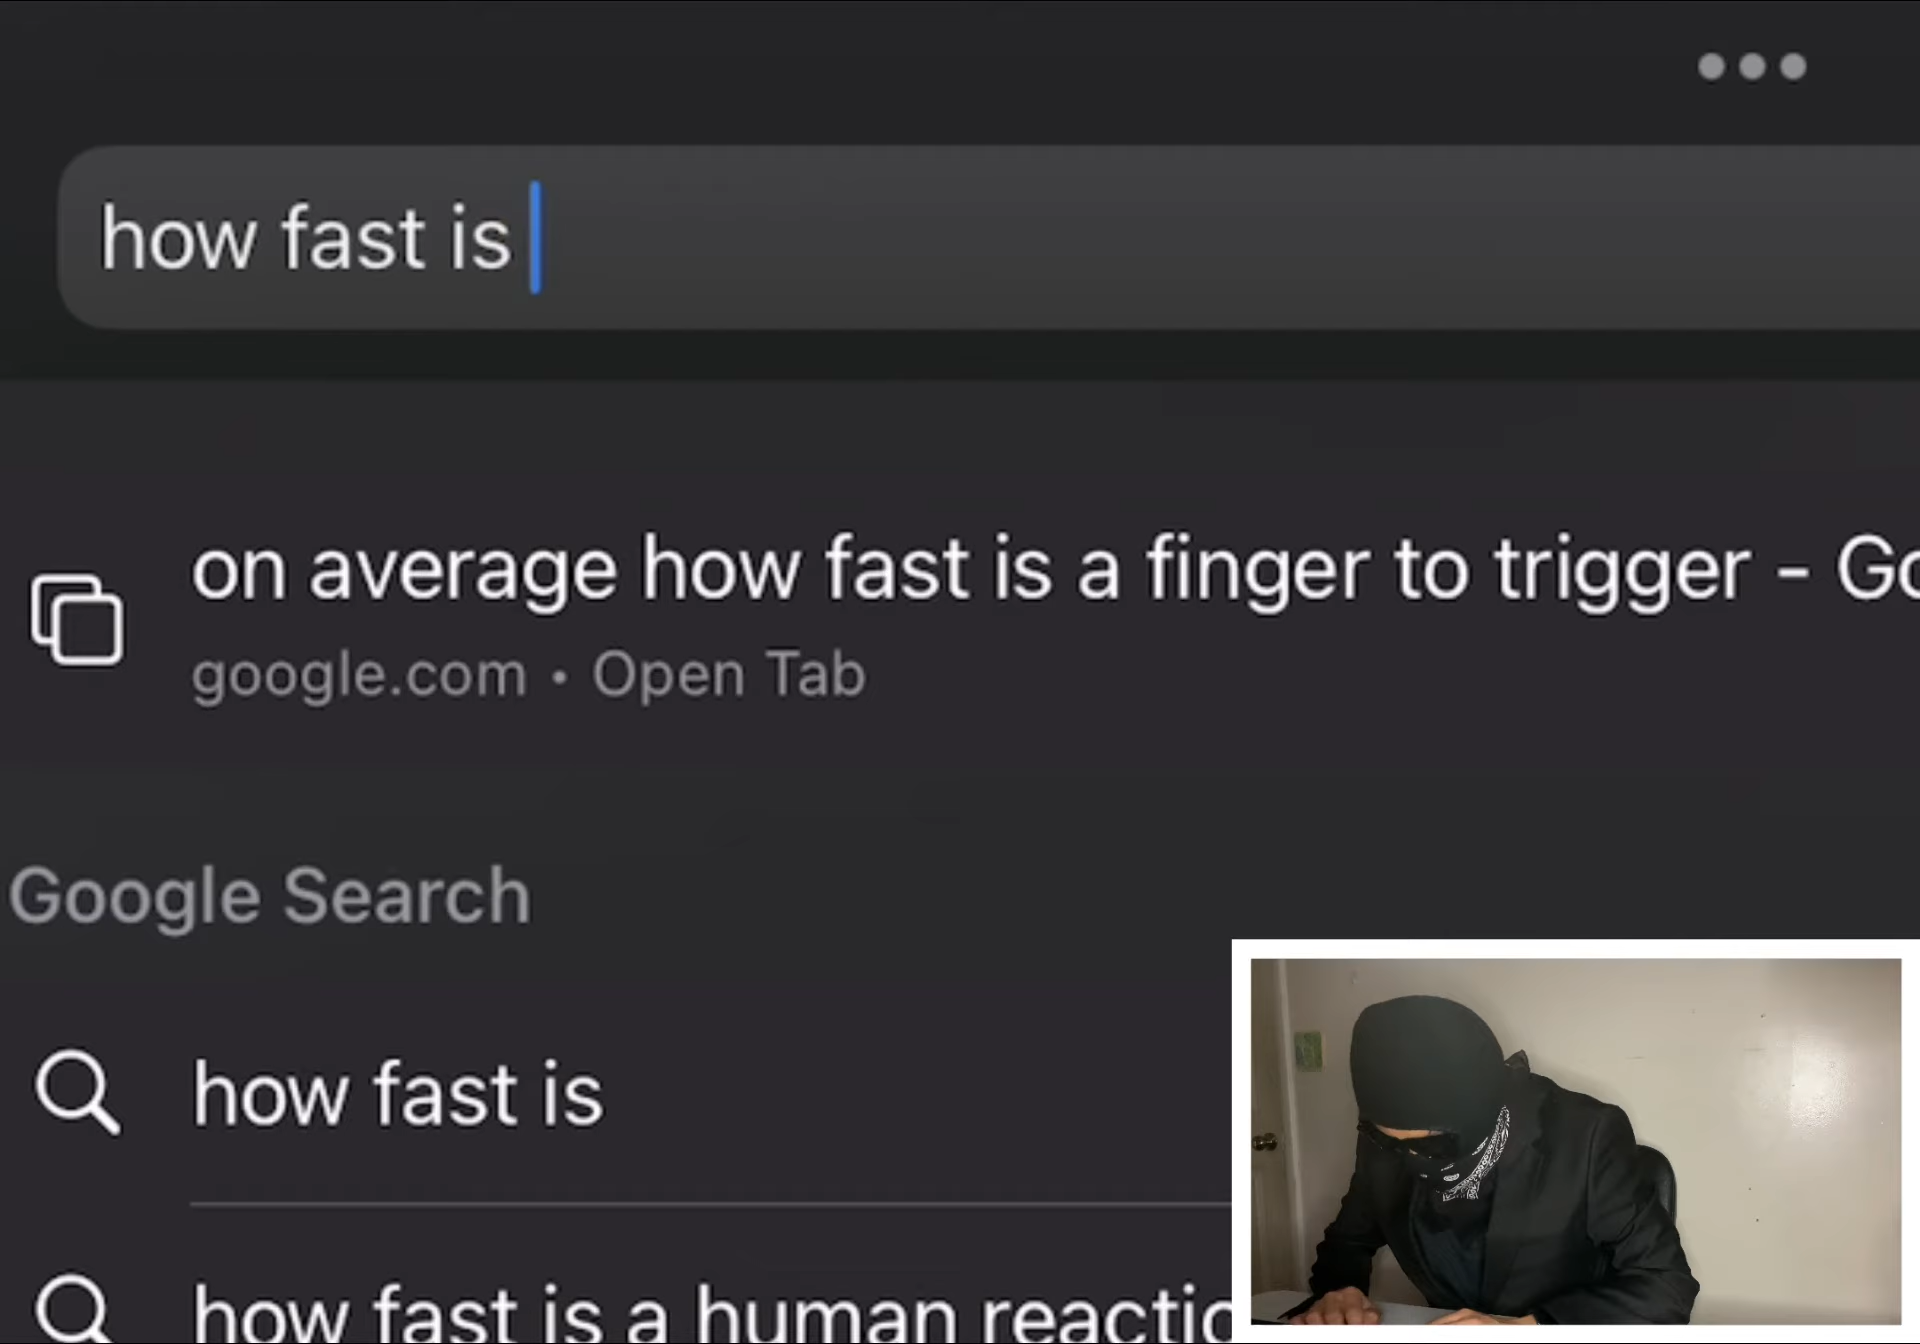 how fast is
on average how fast is a finger to trigger - Go
google.com • Open Tab
Google Search
how fast is
how fast is a human reactio